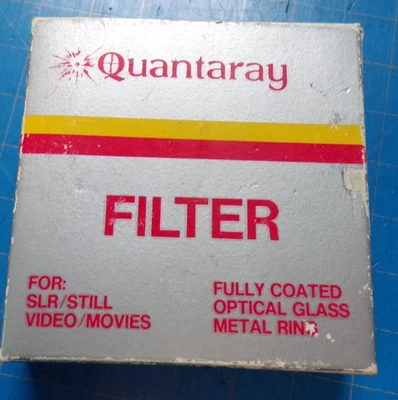 Quantaray
FILTER
FOR:
SLR/STILL
VIDEO/MOVIES
FULLY COATED
OPTICAL GLASS
METAL RING